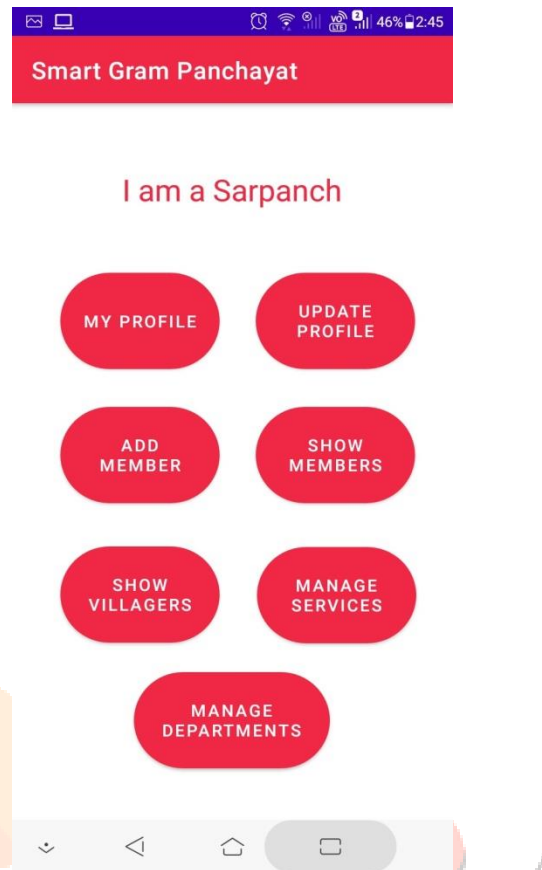 46% 2:45
Smart Gram Panchayat
I am a Sarpanch
MY PROFILE
UPDATE
PROFILE
ADD
MEMBER
SHOW
MEMBERS
SHOW
VILLAGERS
MANAGE
SERVICES
MANAGE
DEPARTMENTS